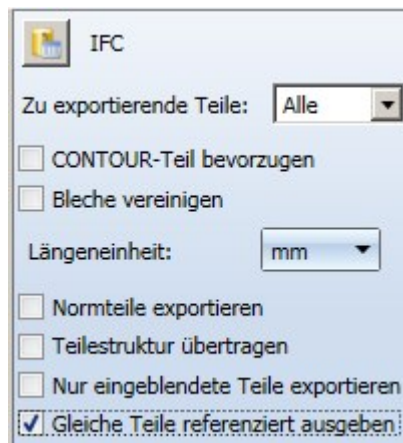 IFC
Zu exportierende Teile: Alle
CONTOUR-Teil bevorzugen
Bleche vereinigen
Längeneinheit: mm
Normteile exportieren
Teilestruktur übertragen
Nur eingeblendete Teile exportieren
Gleiche Teile referenziert ausgeben